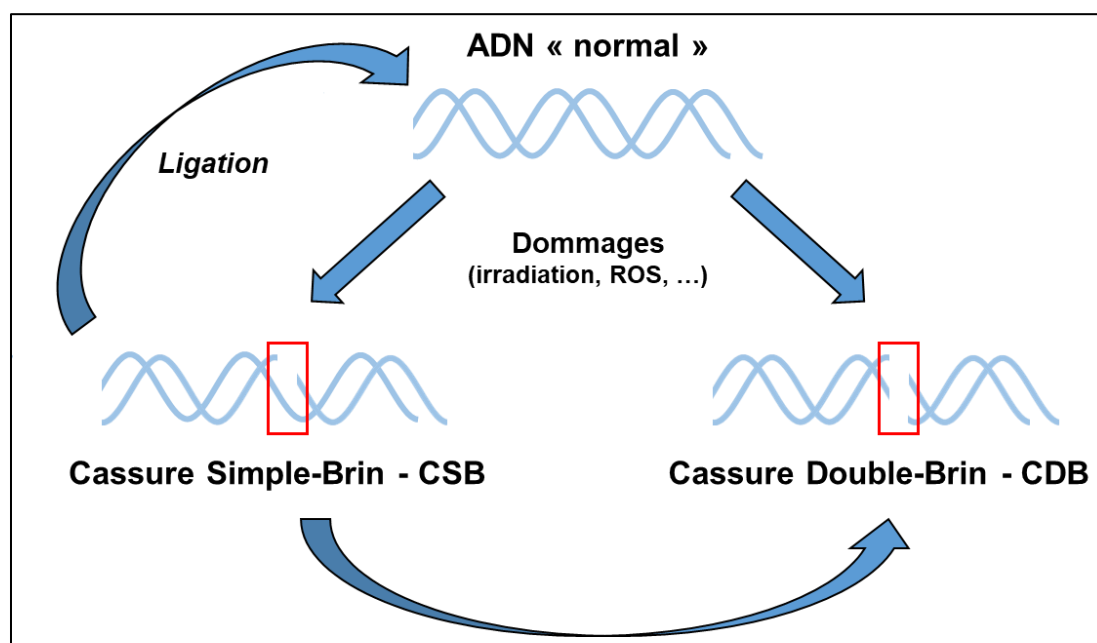 ADN « normal »
Ligation
Dommages
(irradiation, ROS, …)
Cassure Simple-Brin - CSB
Cassure Double-Brin - CDB